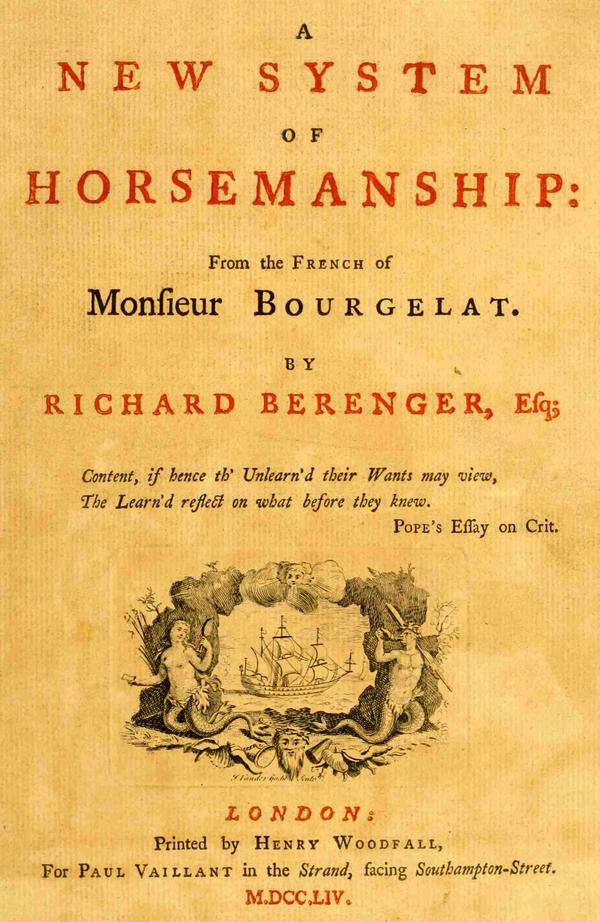 A
NEW SYSTEM
OF
HORSEMANSHIP:
From the FRENCH of
Monſieur BOURGELAT.
BY
RICHARD BERENGER, Eſq;
Content, if hence th' Unlearn'd their Wants may view,
The Learn'd reflect on what before they knew.
POPE'S Eſſay on Crit.
LONDON:
Printed by HENRY WOODFALL,
For PAUL VAILLANT in the Strand, facing Southampton-Street.
M.DCC,LIV.